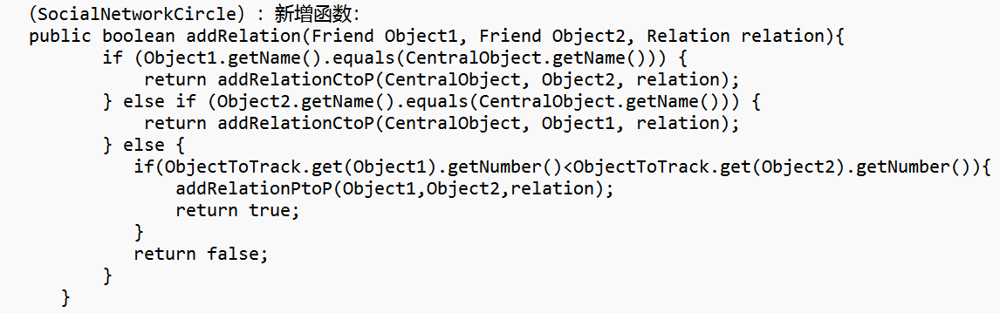 （SocialNetworkCircle）：新增函数：
public boolean addRelation(Friend Object1, Friend Object2, Relation relation){
if (Object1.getName().equals(CentralObject.getName())) {
return addRelationCtoP(CentralObject, Object2, relation);
} else if (Object2.getName().equals(CentralObject.getName())) {
return addRelationCtoP(CentralObject, Object1, relation);
} else {
if(ObjectToTrack.get(Object1).getNumber()<ObjectToTrack.get(Object2).getNumber()){
addRelationPtoP(Object1,Object2,relation);
return true;
}
return false;
}
}